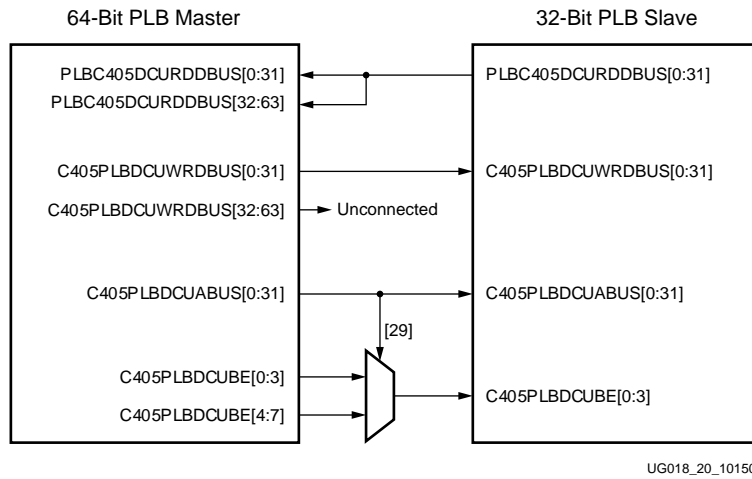 64-Bit PLB Master
32-Bit PLB Slave
PLBC405DCURDDBUS[0:31]
PLBC405DCURDDBUS[0:31]
PLBC405DCURDDBUS[32:63]
C405PLBDCUWRDBUS[0:31]
C405PLBDCUWRDBUS[0:31]
C405PLBDCUWRDBUS[32:63]
Unconnected
C405PLBDCUABUS[0:31]
C405PLBDCUABUS[0:31]
[29]
C405PLBDCUBE[0:3]
C405PLBDCUBE[0:3]
C405PLBDCUBE[4:7]
UG018_20_10150